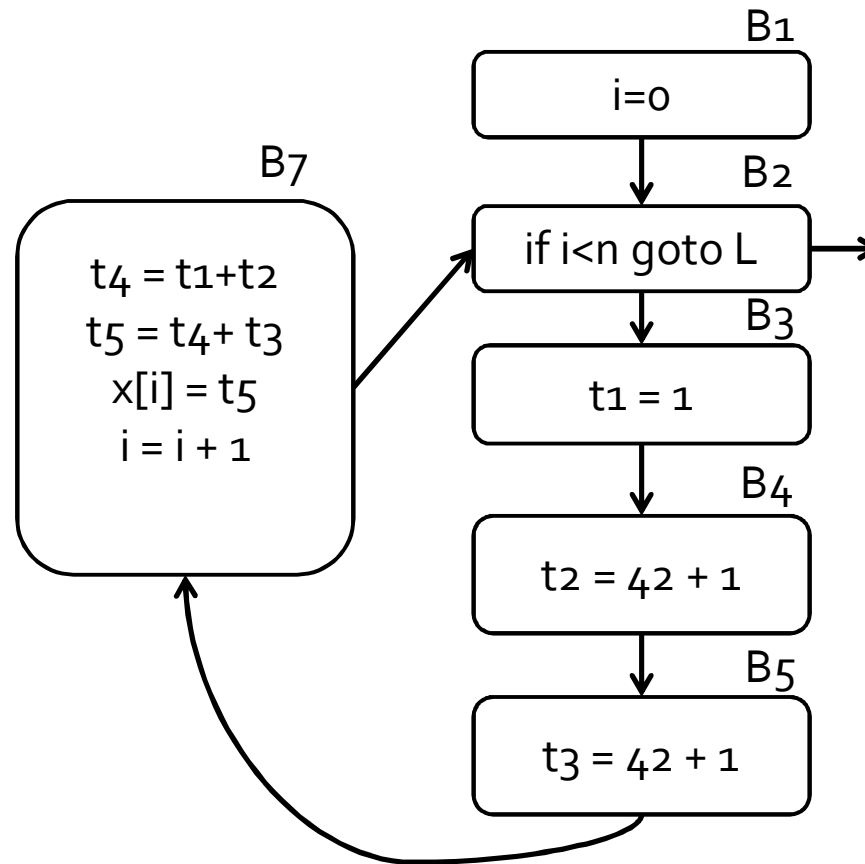 B1
i=0
B2
if i<n goto L
B3
t1 = 1
B4
t2 = 42 + 1
B5
t3 = 42 + 1
B7
t4 = t1+t2
t5 = t4+ t3
x[i] = t5
i = i + 1